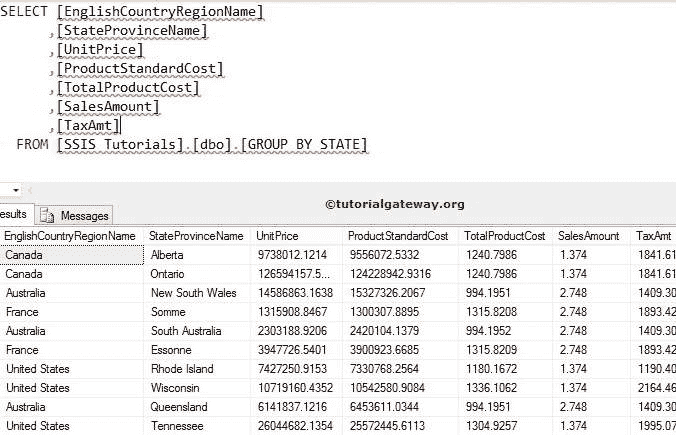 SELECT [EnglishCountryRegionName]
,[StateProvinceName]
,[UnitPrice]
,[ProductStandardCost]
,[TotalProductCost]
,[SalesAmount]
,[TaxAmt]
FROM [SSIS Tutorials].[dbo].[GROUP BY STATE]
©tutorialgateway.org
esults Messages
EnglishCountryRegionName StateProvinceName UnitPrice ProductStandardCost TotalProductCost SalesAmount TaxAmt
Canada Alberta 9738012.1214 9556072.5332 1240.7986 1.374 1841.61
Canada Ontario 126594157.5... 124228942.9316 1240.7986 1.374 1841.61
Australia New South Wales 14586863.1638 15327326.2067 994.1951 2.748 1409.30
France Somme 1315908.8467 1300307.8895 1315.8208 2.748 1893.42
Australia South Australia 2303188.9206 2420104.1379 994.1952 2.748 1409.30
France Essonne 3947726.5401 3900923.6685 1315.8209 2.748 1893.42
United States Rhode Island 7427250.9153 7330768.2564 1180.1672 1.374 1190.40
United States Wisconsin 10719160.4352 10542580.9084 1336.1062 1.374 2164.46
Australia Queensland 6141837.1216 6453611.0344 994.1951 2.748 1409.30
United States Tennessee 26044682.1354 25572445.6113 1304.9257 1.374 1995.07